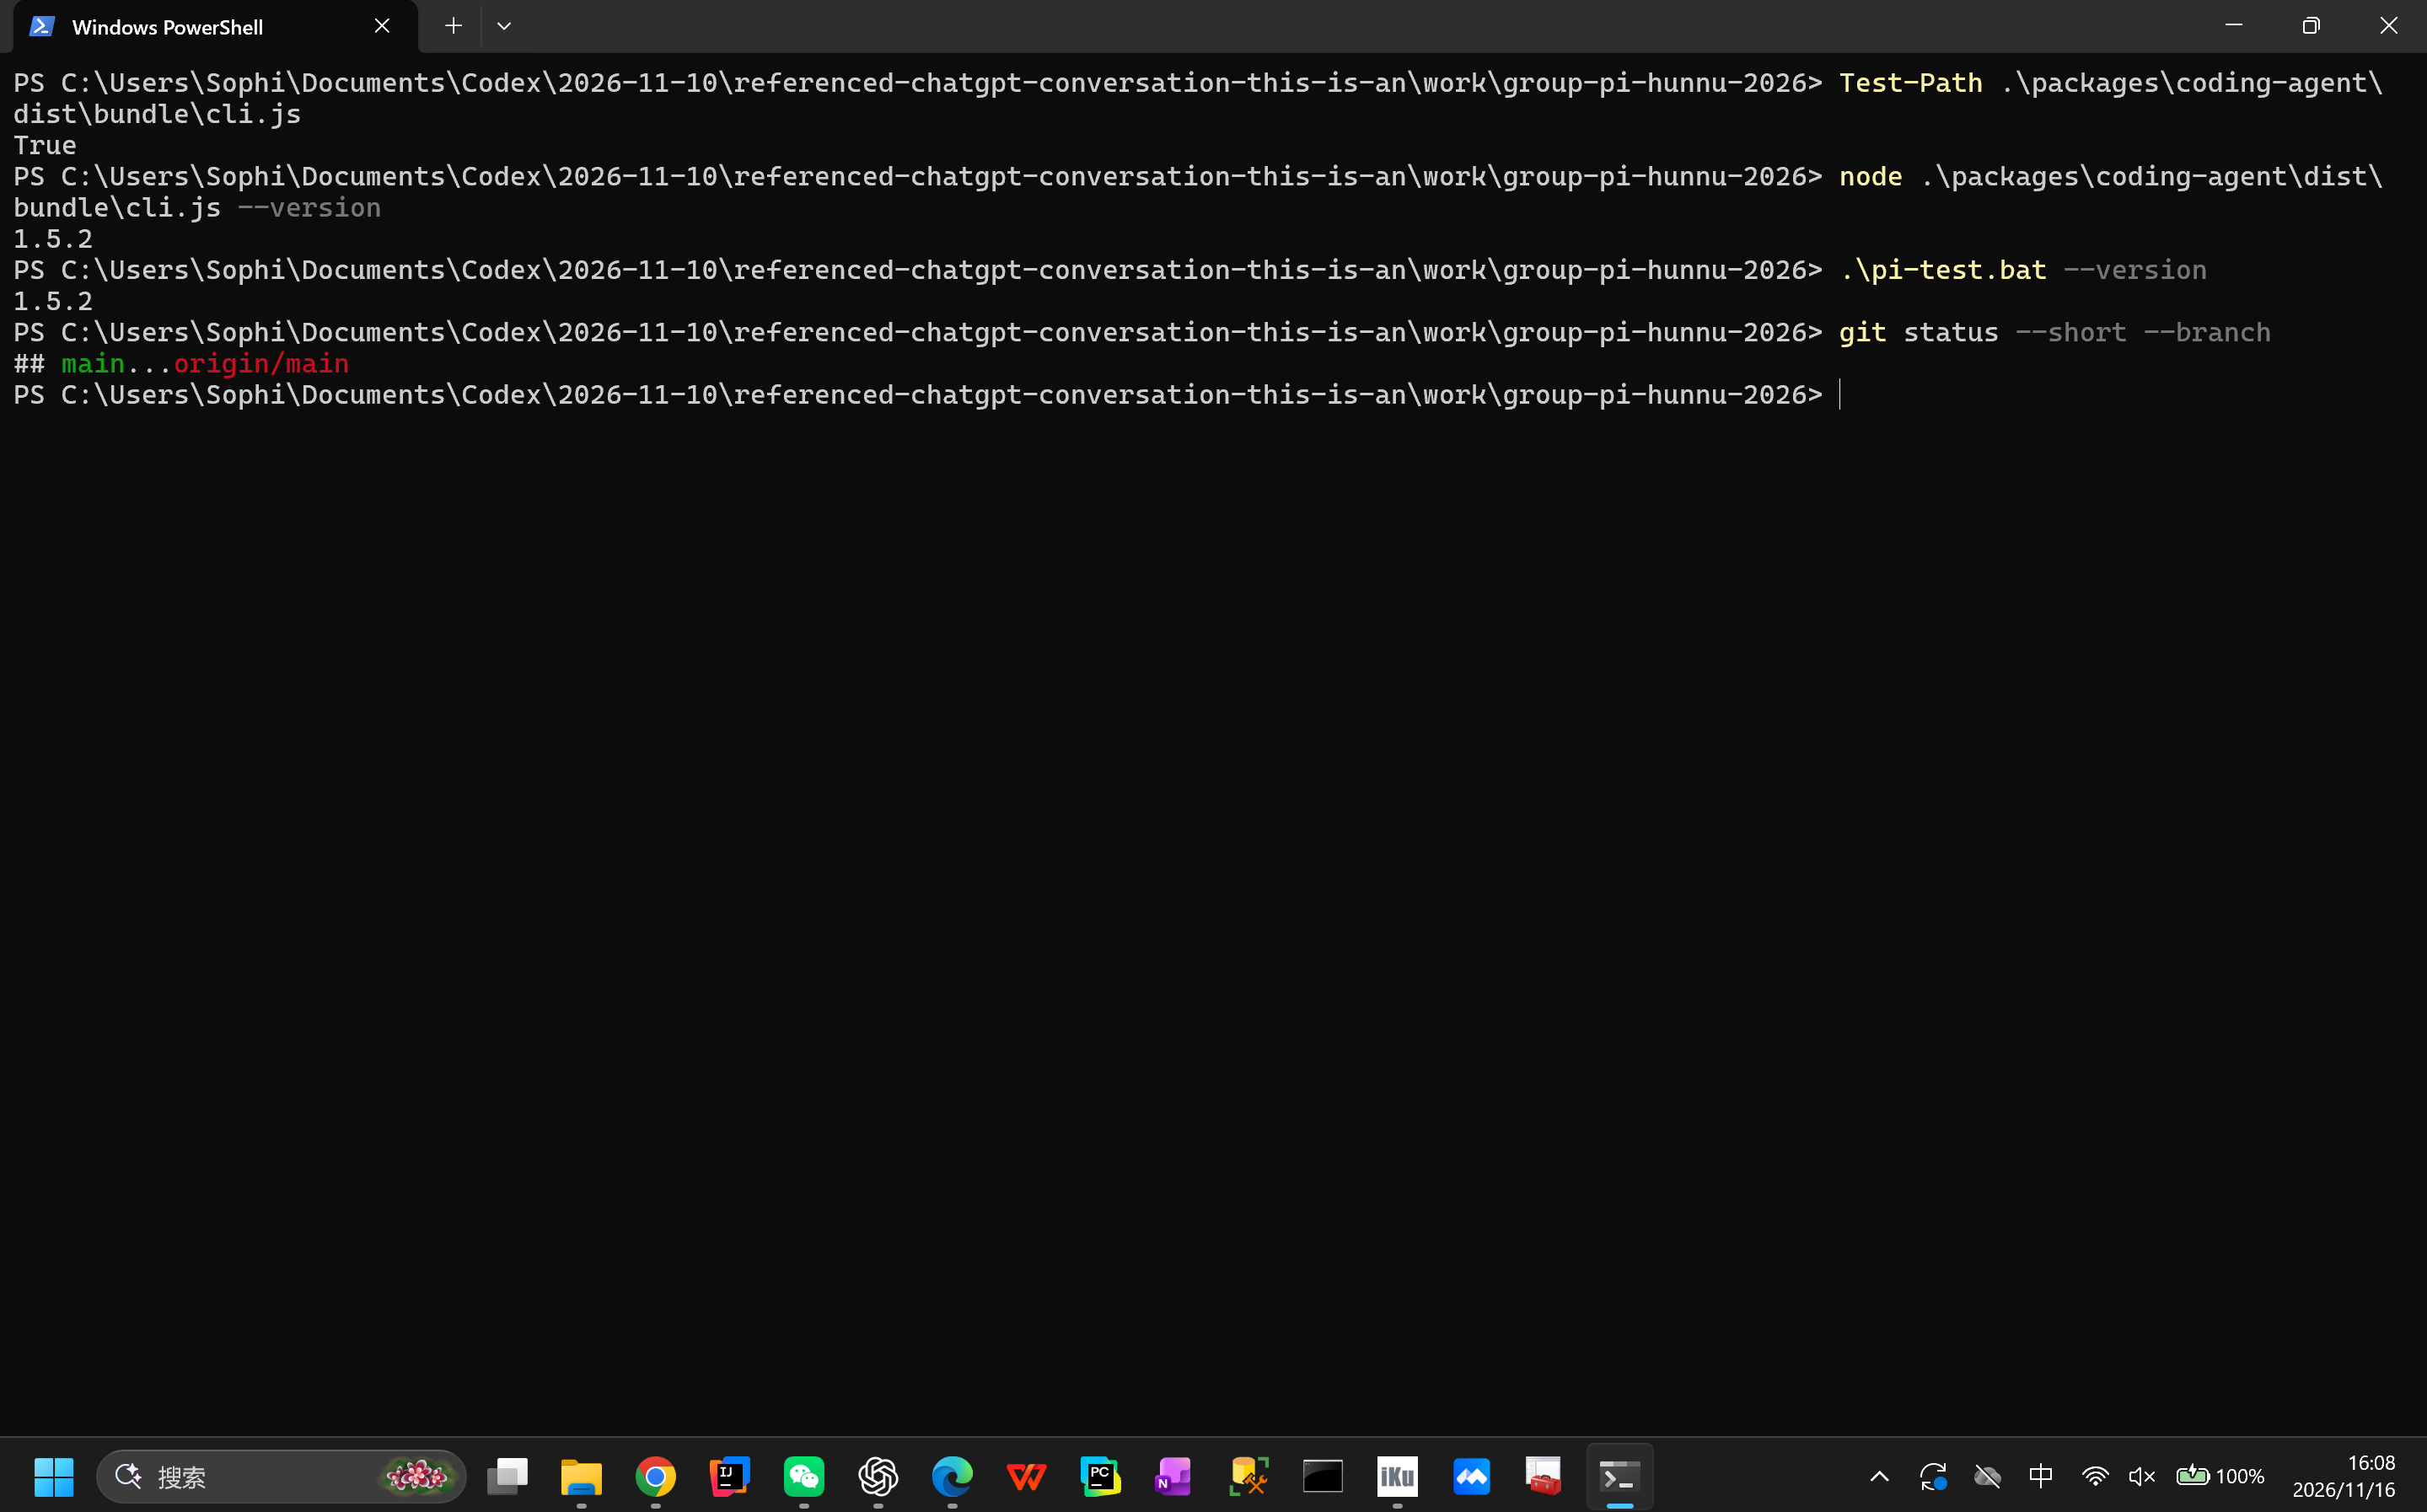 Windows PowerShell
PS C:\Users\Sophi\Documents\Codex\2026-11-10\referenced-chatgpt-conversation-this-is-an\work\group-pi-hunnu-2026> Test-Path .\packages\coding-agent\
dist\bundle\cli.js
True
PS C:\Users\Sophi\Documents\Codex\2026-11-10\referenced-chatgpt-conversation-this-is-an\work\group-pi-hunnu-2026> node .\packages\coding-agent\dist\
bundle\cli.js --version
1.5.2
PS C:\Users\Sophi\Documents\Codex\2026-11-10\referenced-chatgpt-conversation-this-is-an\work\group-pi-hunnu-2026> .\pi-test.bat --version
1.5.2
PS C:\Users\Sophi\Documents\Codex\2026-11-10\referenced-chatgpt-conversation-this-is-an\work\group-pi-hunnu-2026> git status --short --branch
## main...origin/main
PS C:\Users\Sophi\Documents\Codex\2026-11-10\referenced-chatgpt-conversation-this-is-an\work\group-pi-hunnu-2026>
搜索
IJ
PC
N
iKu
中
100%
16:08
2026/11/16